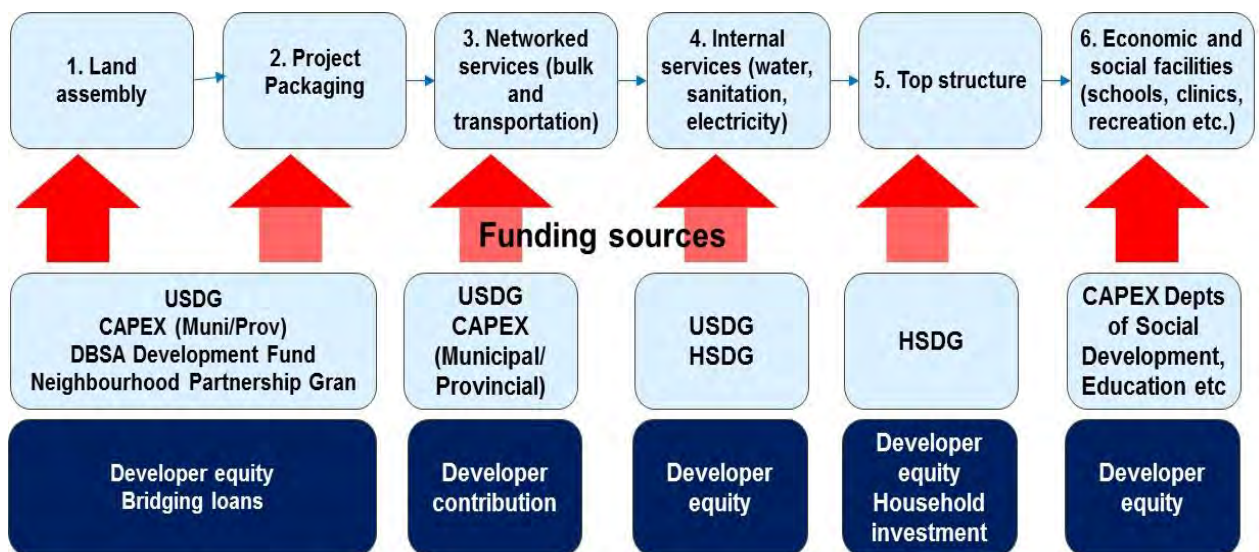 1. Land
assembly
2. Project
Packaging
3. Networked
services (bulk
and
transportation)
4. Internal
services (water,
sanitation,
electricity)
5. Top structure
6. Economic and
social facilities
(schools, clinics,
recreation etc.)
Funding sources
USDG
CAPEX (Muni/Prov)
DBSA Development Fund
Neighbourhood Partnership Gran
USDG
CAPEX
(Municipal/
Provincial)
USDG
HSDG
HSDG
CAPEX Depts
of Social
Development,
Education etc
Developer equity
Bridging loans
Developer
contribution
Developer
equity
Developer
equity
Household
investment
Developer
equity